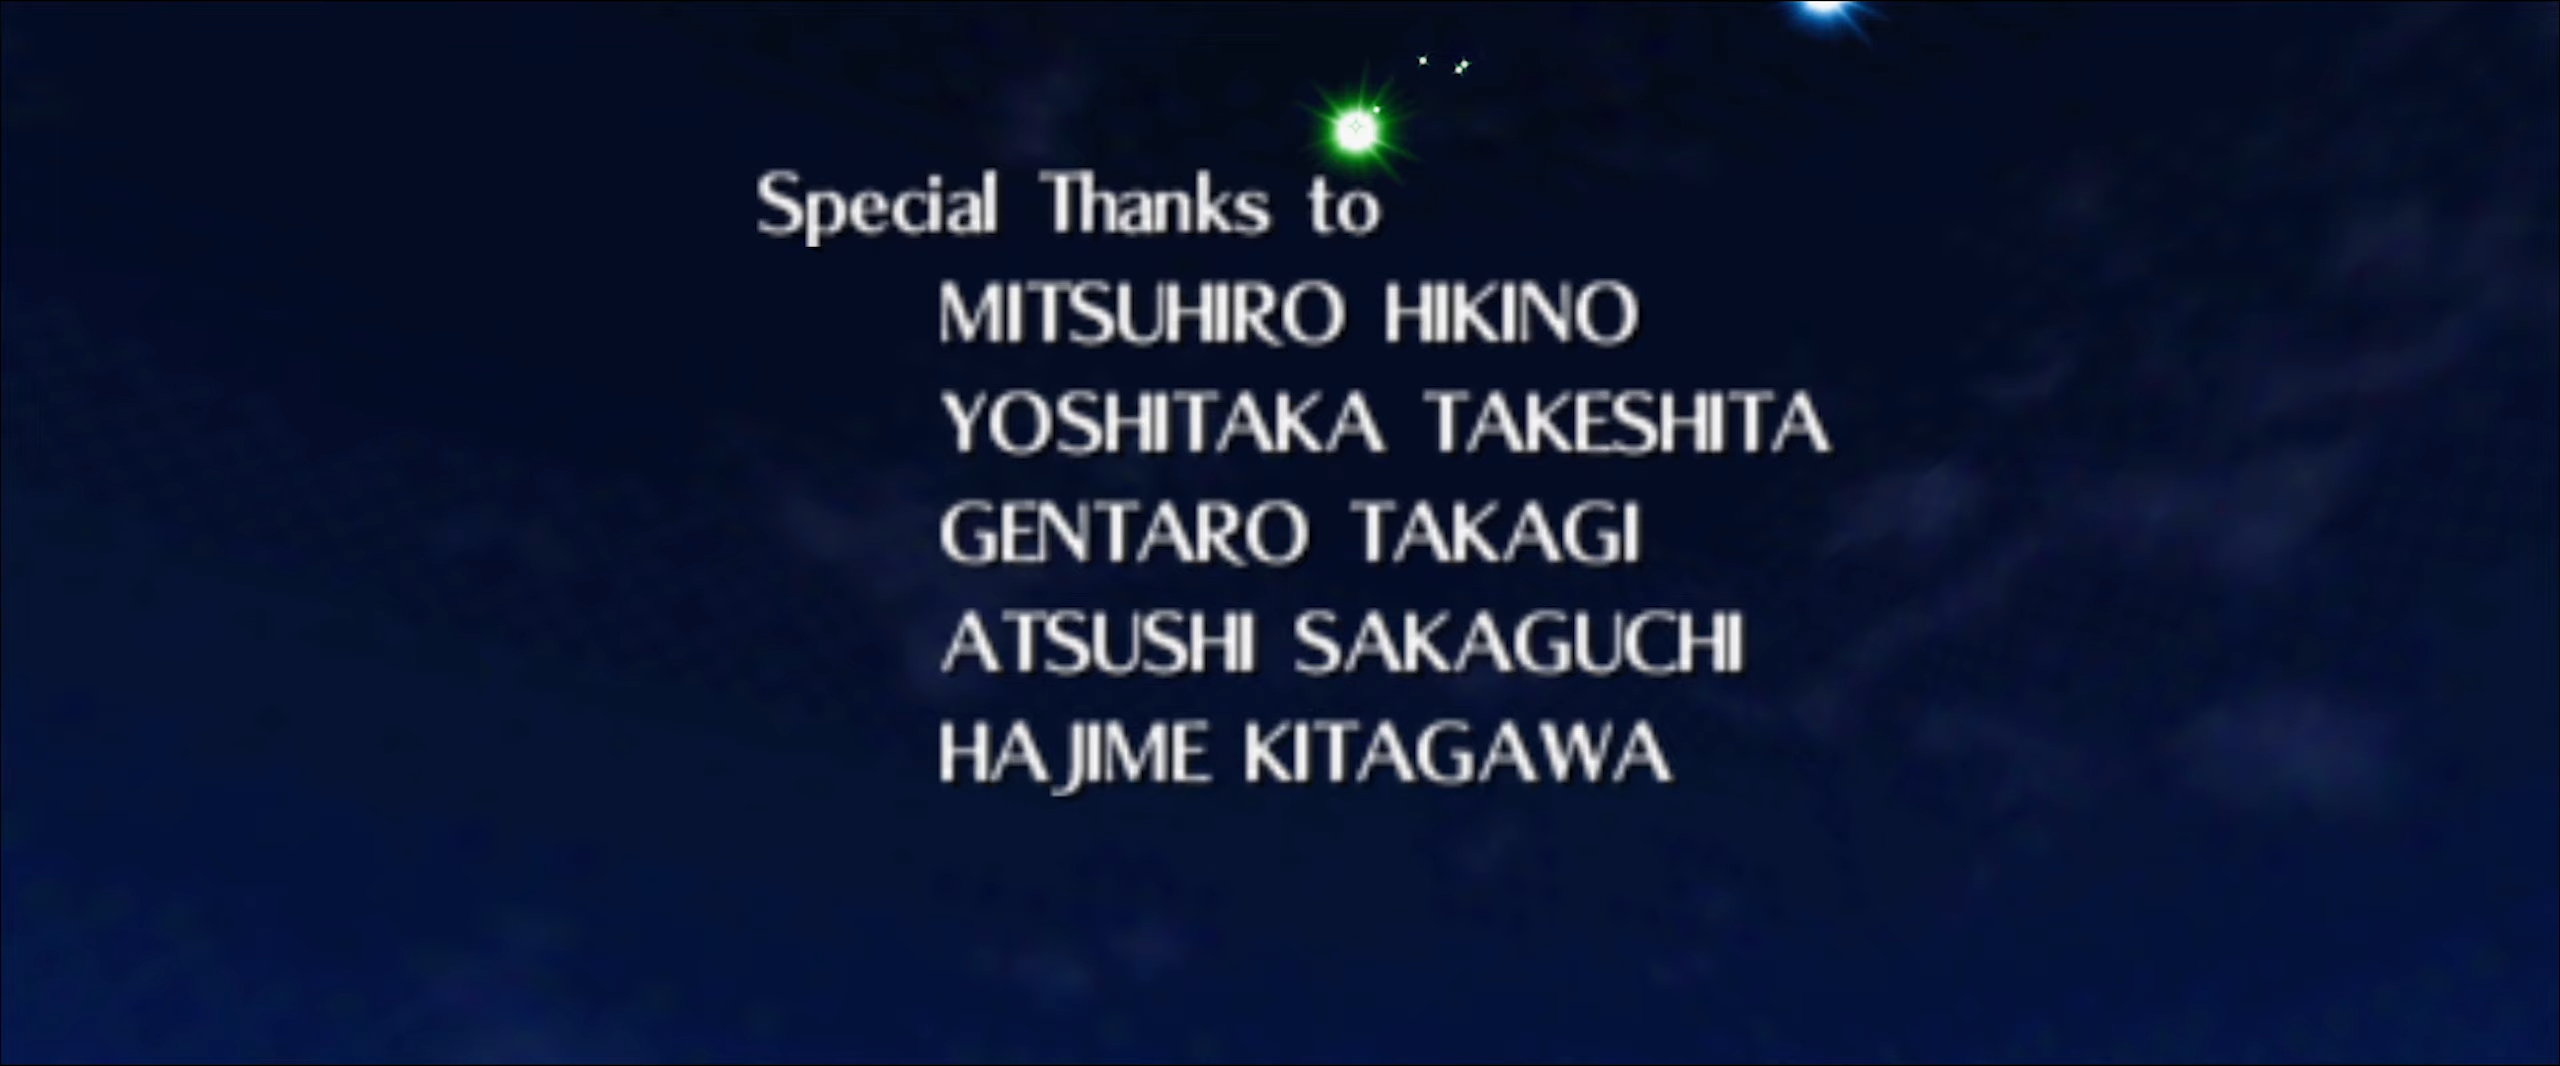 Special Thanks to
MITSUHIRO HIKINO
YOSHITAKA TAKESHITA
GENTARO TAKAGI
ATSUSHI SAKAGUCHI
HAJIME KITAGAWA